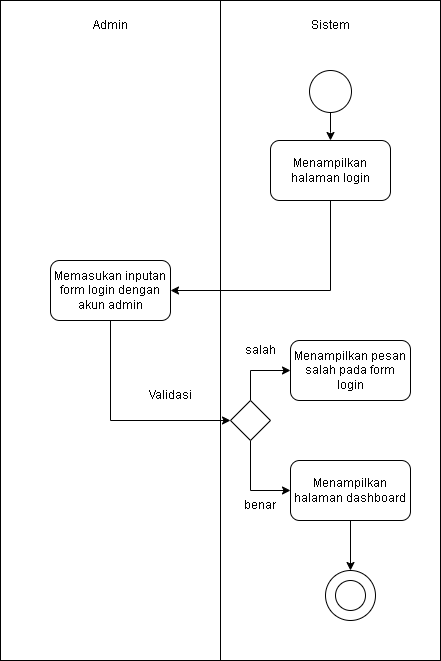 Admin
Sistem
Menampilkan
halaman login
Memasukan inputan
form login dengan
akun admin
salah
Menampilkan pesan
salah pada form
login
Validasi
Menampilkan
halaman dashboard
benar